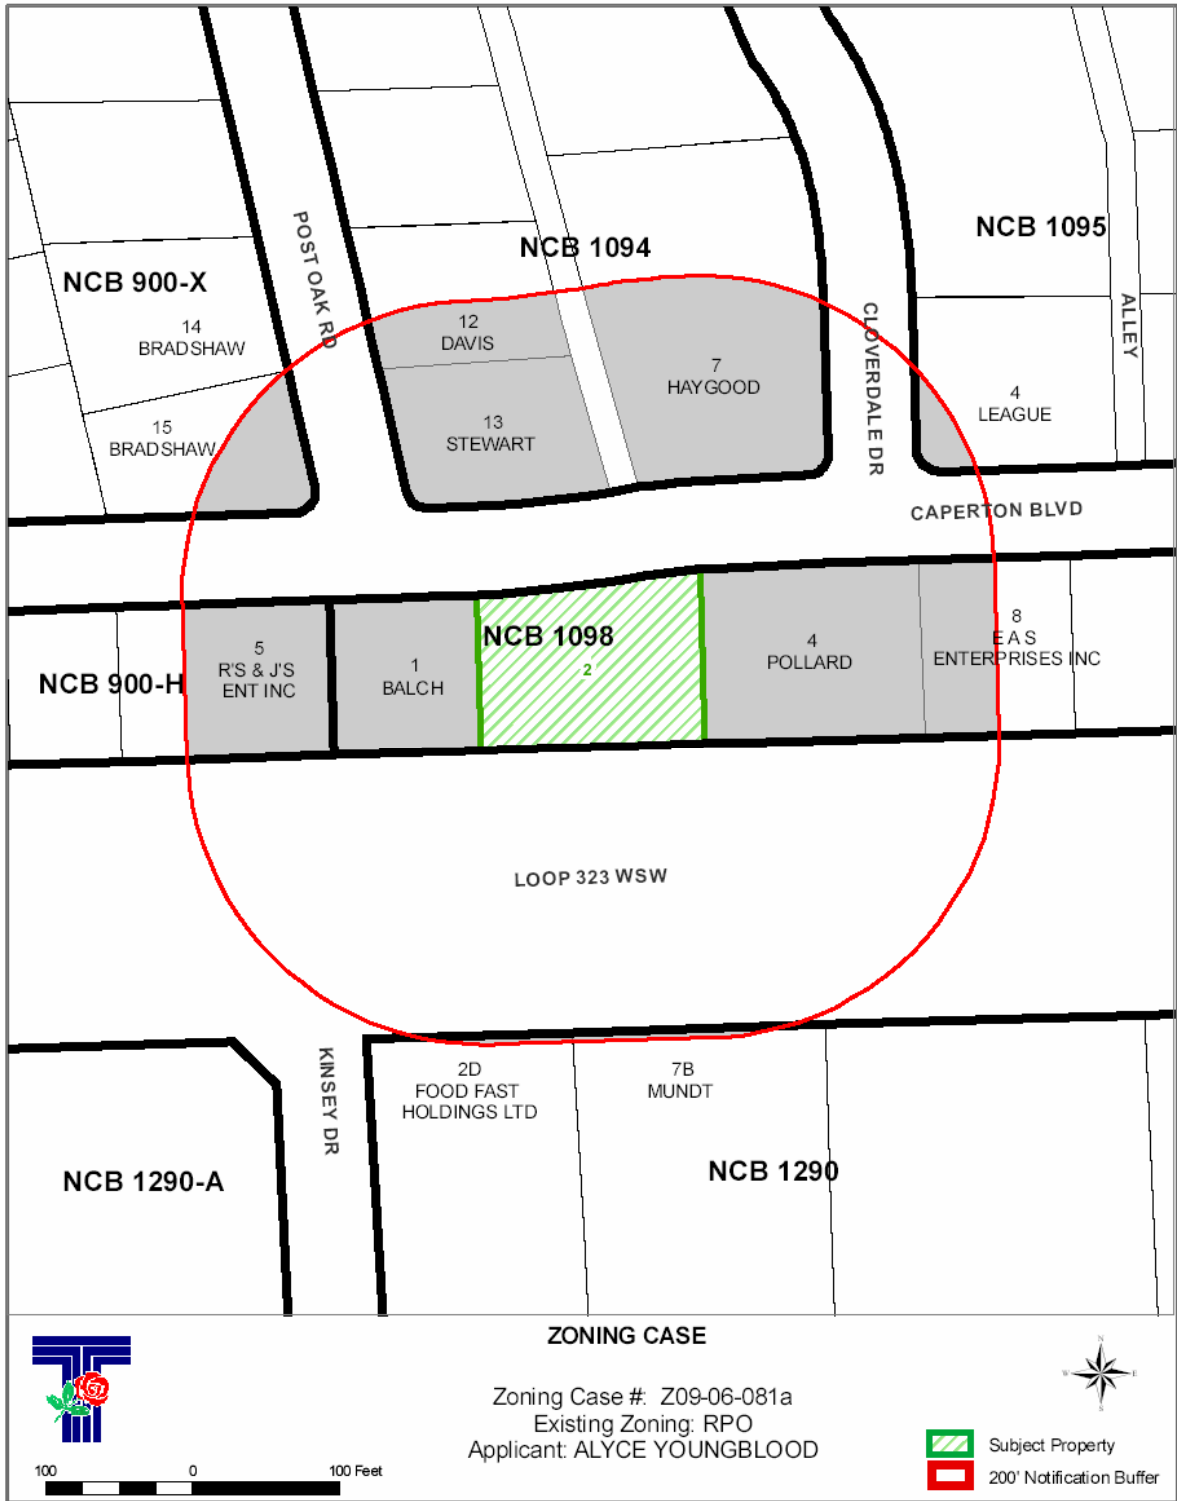 POST OAK RD
NCB 1094
NCB 1095
NCB 900-X
14
BRADSHAW
12
DAVIS
CLOVERDALE DR
ALLEY
7
HAYGOOD
4
LEAGUE
15
BRADSHAW
13
STEWART
CAPERTON BLVD
NCB 900-H
5
R'S & J'S
ENT INC
1
BALCH
NCB 1098
2
4
POLLARD
8
E A S
ENTERPRISES INC
LOOP 323 WSW
KINSEY DR
2D
FOOD FAST
HOLDINGS LTD
7B
MUNDT
NCB 1290-A
NCB 1290
ZONING CASE
Zoning Case #: Z09-06-081a
Existing Zoning: RPO
Applicant: ALYCE YOUNGBLOOD
N
W E
S
T
100 0 100 Feet
Subject Property
200' Notification Buffer